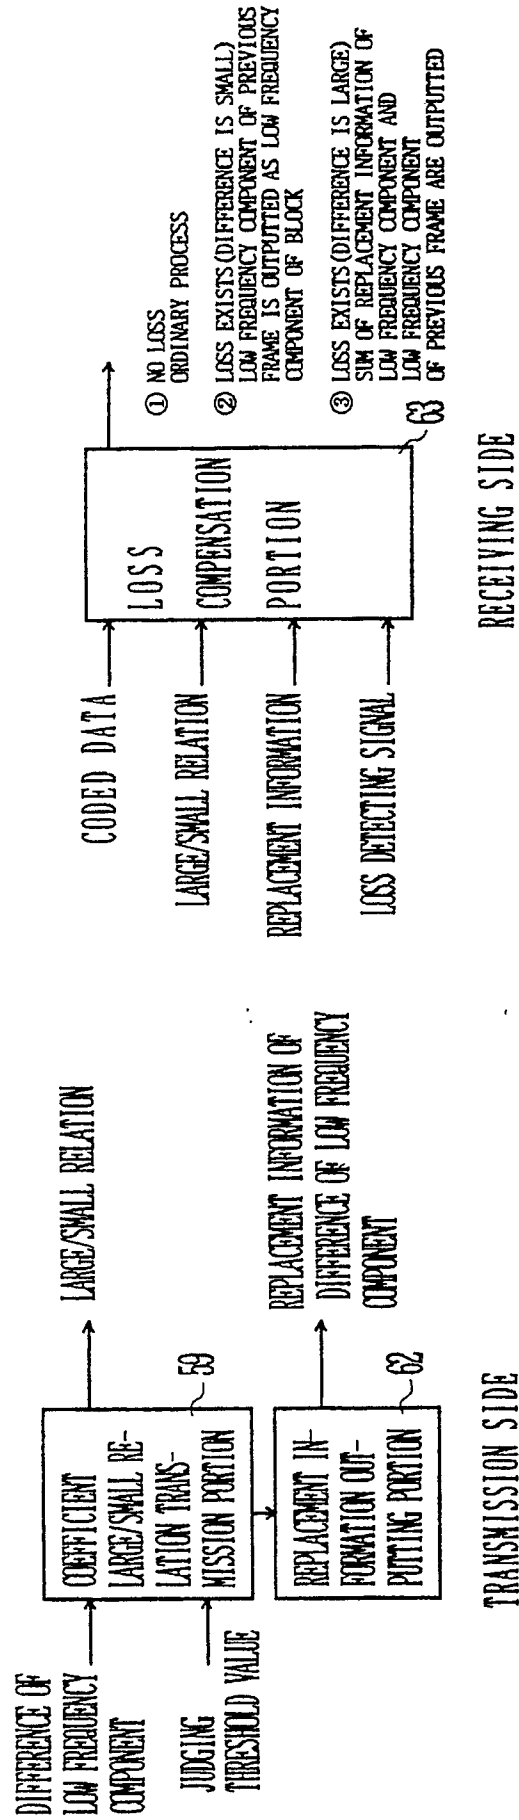 DIFFERENCE OF
LOW FREQUENCY
COMPONENT
JUDGING
THRESHOLD VALUE
COEFFICIENT
LARGE/SMALL RE-
LATION TRANS-
MISSION PORTION
59
LARGE/SMALL RELATION
REPLACEMENT IN-
FORMATION OUT-
PUTTING PORTION
62
REPLACEMENT INFORMATION OF
DIFFERENCE OF LOW FREQUENCY
COMPONENT
TRANSMISSION SIDE
CODED DATA
LARGE/SMALL RELATION
REPLACEMENT INFORMATION
LOSS DETECTING SIGNAL
LOSS
COMPENSATION
PORTION
63
① NO LOSS
ORDINARY PROCESS
② LOSS EXISTS(DIFFERENCE IS SMALL)
LOW FREQUENCY COMPONENT OF PREVIOUS
FRAME IS OUTPUTTED AS LOW FREQUENCY
COMPONENT OF BLOCK
③ LOSS EXISTS(DIFFERENCE IS LARGE)
SUM OF REPLACEMENT INFORMATION OF
LOW FREQUENCY COMPONENT AND
LOW FREQUENCY COMPONENT
OF PREVIOUS FRAME ARE OUTPUTTED
RECEIVING SIDE